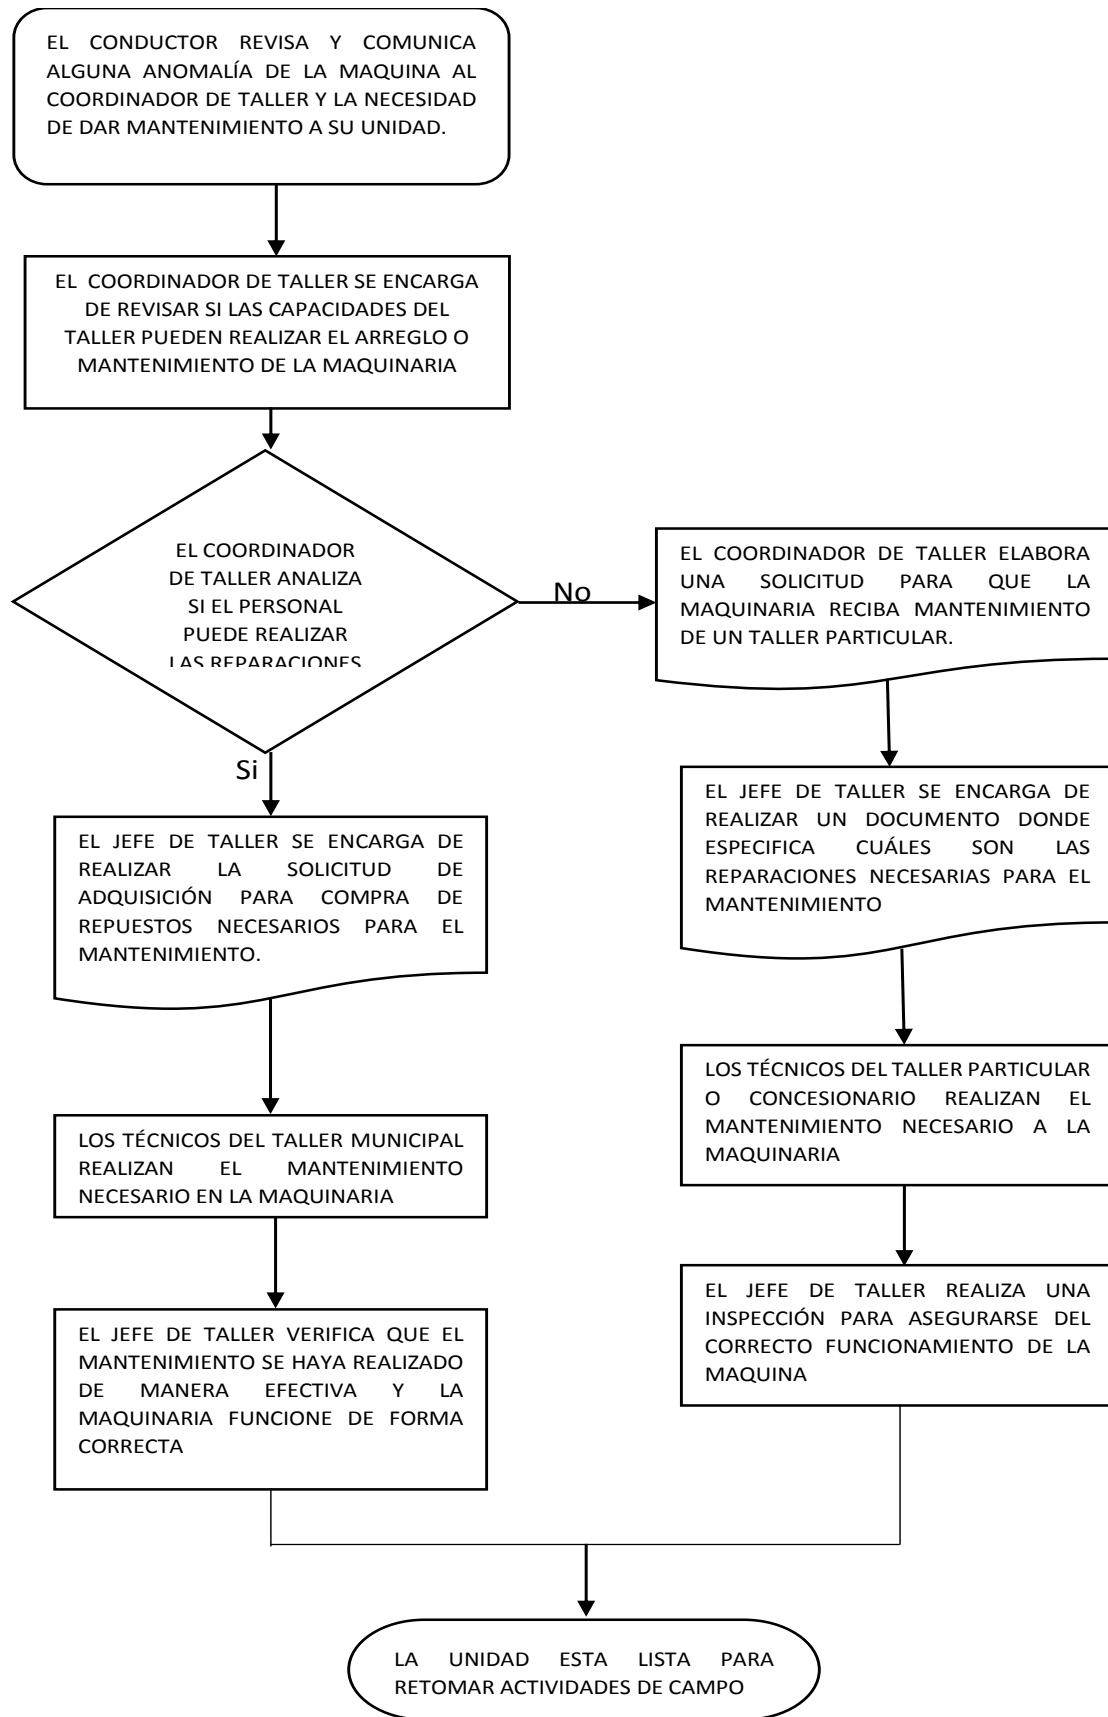 EL CONDUCTOR REVISA Y COMUNICA
ALGUNA ANOMALÍA DE LA MAQUINA AL
COORDINADOR DE TALLER Y LA NECESIDAD
DE DAR MANTENIMIENTO A SU UNIDAD.
EL COORDINADOR DE TALLER SE ENCARGA
DE REVISAR SI LAS CAPACIDADES DEL
TALLER PUEDEN REALIZAR EL ARREGLO O
MANTENIMIENTO DE LA MAQUINARIA
EL COORDINADOR
DE TALLER ANALIZA
SI EL PERSONAL
PUEDE REALIZAR
LAS REPARACIONES
No
EL COORDINADOR DE TALLER ELABORA
UNA SOLICITUD PARA QUE LA
MAQUINARIA RECIBA MANTENIMIENTO
DE UN TALLER PARTICULAR.
Si
EL JEFE DE TALLER SE ENCARGA DE
REALIZAR LA SOLICITUD DE
ADQUISICIÓN PARA COMPRA DE
REPUESTOS NECESARIOS PARA EL
MANTENIMIENTO.
EL JEFE DE TALLER SE ENCARGA DE
REALIZAR UN DOCUMENTO DONDE
ESPECIFICA CUÁLES SON LAS
REPARACIONES NECESARIAS PARA EL
MANTENIMIENTO
LOS TÉCNICOS DEL TALLER MUNICIPAL
REALIZAN EL MANTENIMIENTO
NECESARIO EN LA MAQUINARIA
LOS TÉCNICOS DEL TALLER PARTICULAR
O CONCESIONARIO REALIZAN EL
MANTENIMIENTO NECESARIO A LA
MAQUINARIA
EL JEFE DE TALLER VERIFICA QUE EL
MANTENIMIENTO SE HAYA REALIZADO
DE MANERA EFECTIVA Y LA
MAQUINARIA FUNCIONE DE FORMA
CORRECTA
EL JEFE DE TALLER REALIZA UNA
INSPECCIÓN PARA ASEGURARSE DEL
CORRECTO FUNCIONAMIENTO DE LA
MAQUINA
LA UNIDAD ESTA LISTA PARA
RETOMAR ACTIVIDADES DE CAMPO